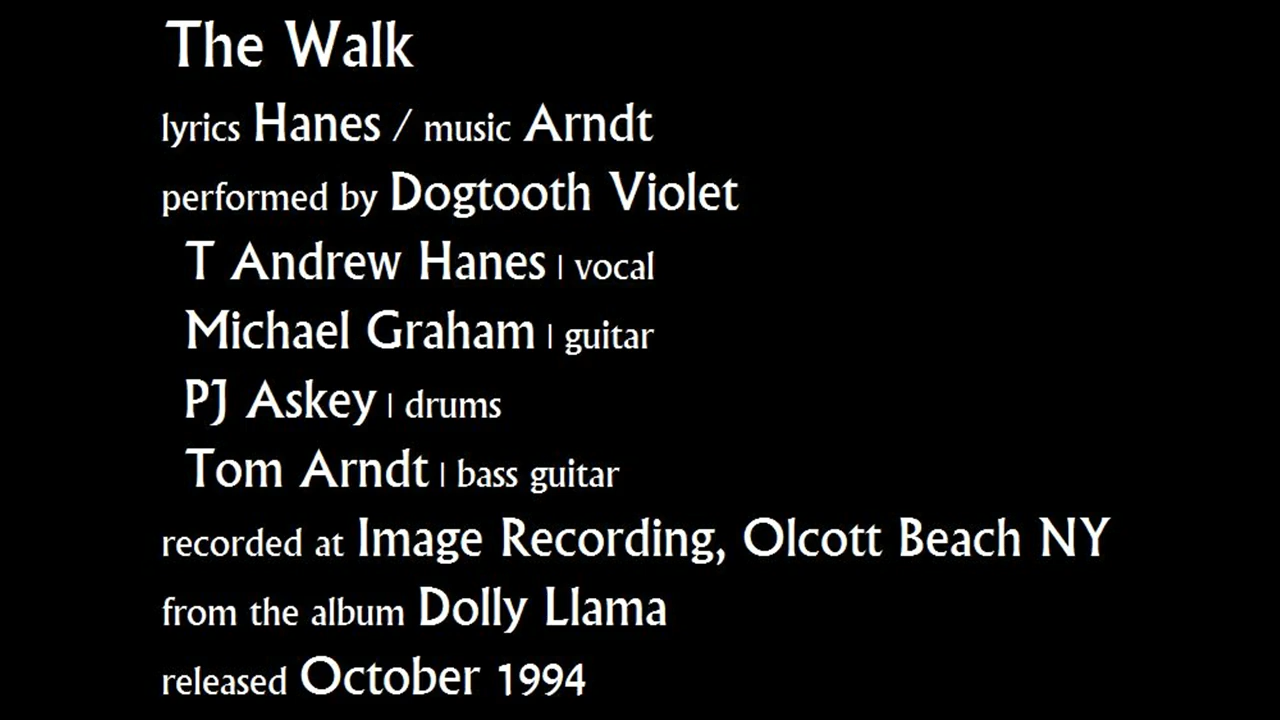 The Walk
lyrics Hanes / music Arndt
performed by Dogtooth Violet
T Andrew Hanes | vocal
Michael Graham | guitar
PJ Askey | drums
Tom Arndt | bass guitar
recorded at Image Recording, Olcott Beach NY
from the album Dolly Llama
released October 1994